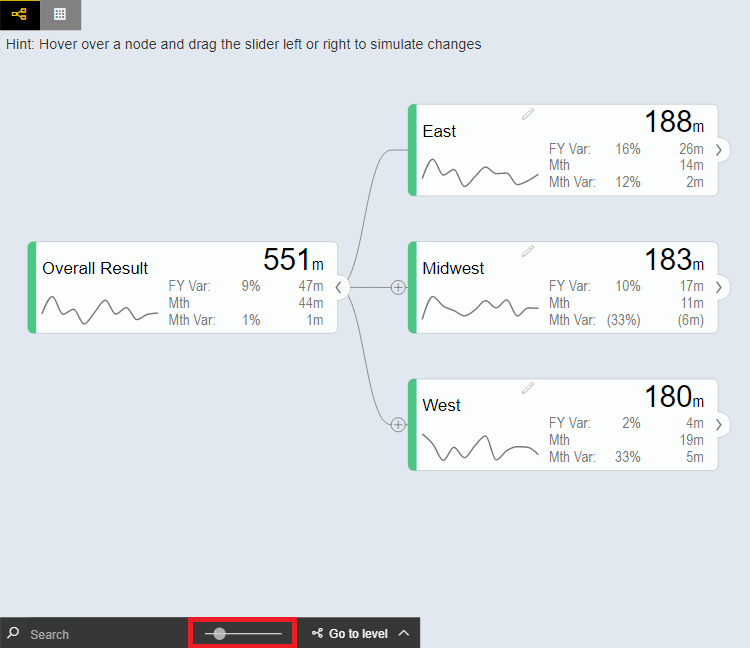 Hint: Hover over a node and drag the slider left or right to simulate changes
East
188m
FY Var: 16% 26m
Mth 14m
Mth Var: 12% 2m
Overall Result
551m
FY Var: 9% 47m
Mth 44m
Mth Var: 1% 1m
Midwest
183m
FY Var: 10% 17m
Mth 11m
Mth Var: (33%) (6m)
West
180m
FY Var: 2% 4m
Mth 19m
Mth Var: 33% 5m
Search
Go to level